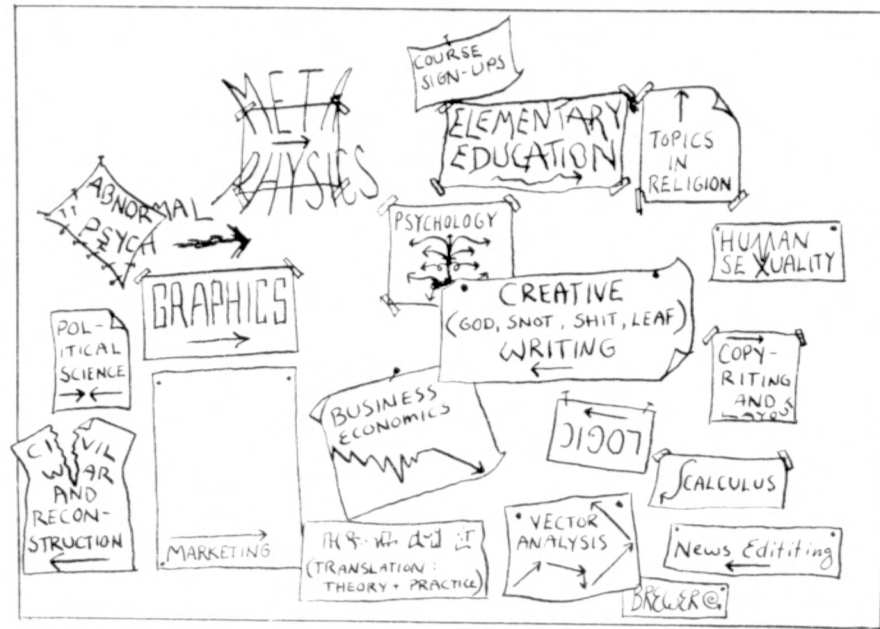 COURSE
SIGN-UPS
META
PHYSICS
ELEMENTARY
EDUCATION
TOPICS
IN
RELIGION
ABNORMAL
PSYCH
PSYCHOLOGY
HUMAN
SEXUALITY
GRAPHICS
CREATIVE
(GOD, SNOT, SHIT, LEAF)
WRITING
POL-
ITICAL
SCIENCE
COPY-
RITING
AND
BUSINESS
ECONOMICS
LOGIC
CIVIL
WAR
AND
RECON-
STRUCTION
CALCULUS
MARKETING
(TRANSLATION:
THEORY + PRACTICE)
VECTOR
ANALYSIS
News Edititing
BREWER